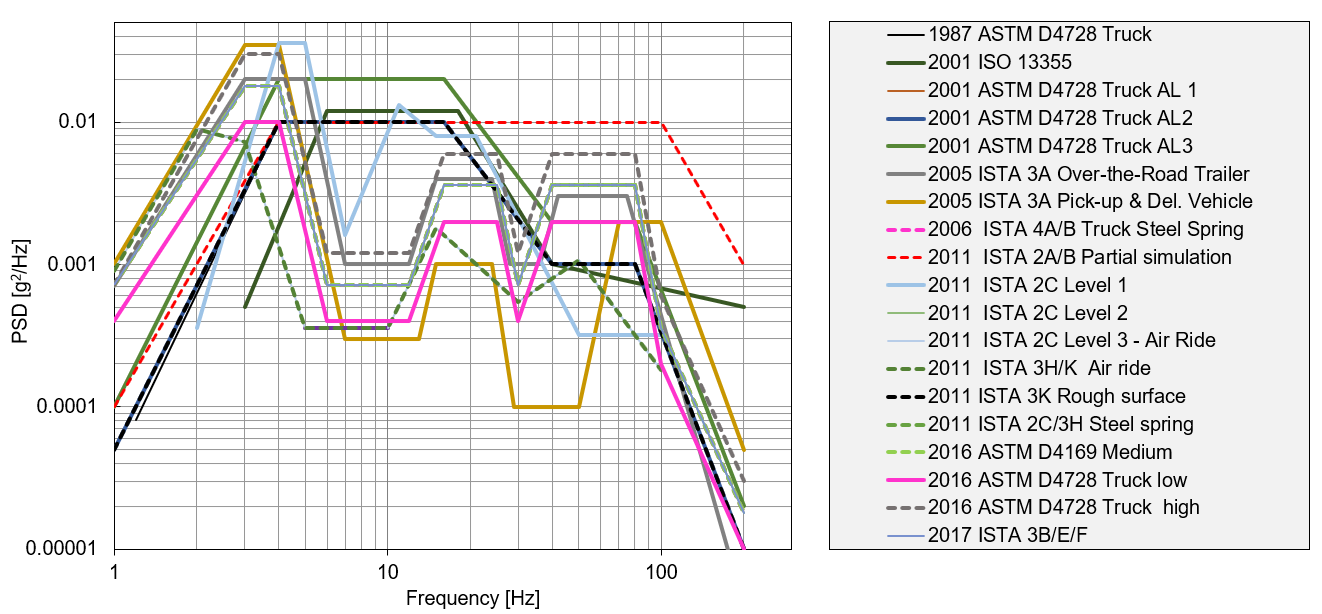 0.01
0.001
0.0001
0.00001
PSD [g²/Hz]
1
10
100
Frequency [Hz]
1987 ASTM D4728 Truck
2001 ISO 13355
2001 ASTM D4728 Truck AL 1
2001 ASTM D4728 Truck AL2
2001 ASTM D4728 Truck AL3
2005 ISTA 3A Over-the-Road Trailer
2005 ISTA 3A Pick-up & Del. Vehicle
2006  ISTA 4A/B Truck Steel Spring
2011  ISTA 2A/B Partial simulation
2011  ISTA 2C Level 1
2011  ISTA 2C Level 2
2011  ISTA 2C Level 3 - Air Ride
2011  ISTA 3H/K  Air ride
2011 ISTA 3K Rough surface
2011 ISTA 2C/3H Steel spring
2016 ASTM D4169 Medium
2016 ASTM D4728 Truck low
2016 ASTM D4728 Truck  high
2017 ISTA 3B/E/F